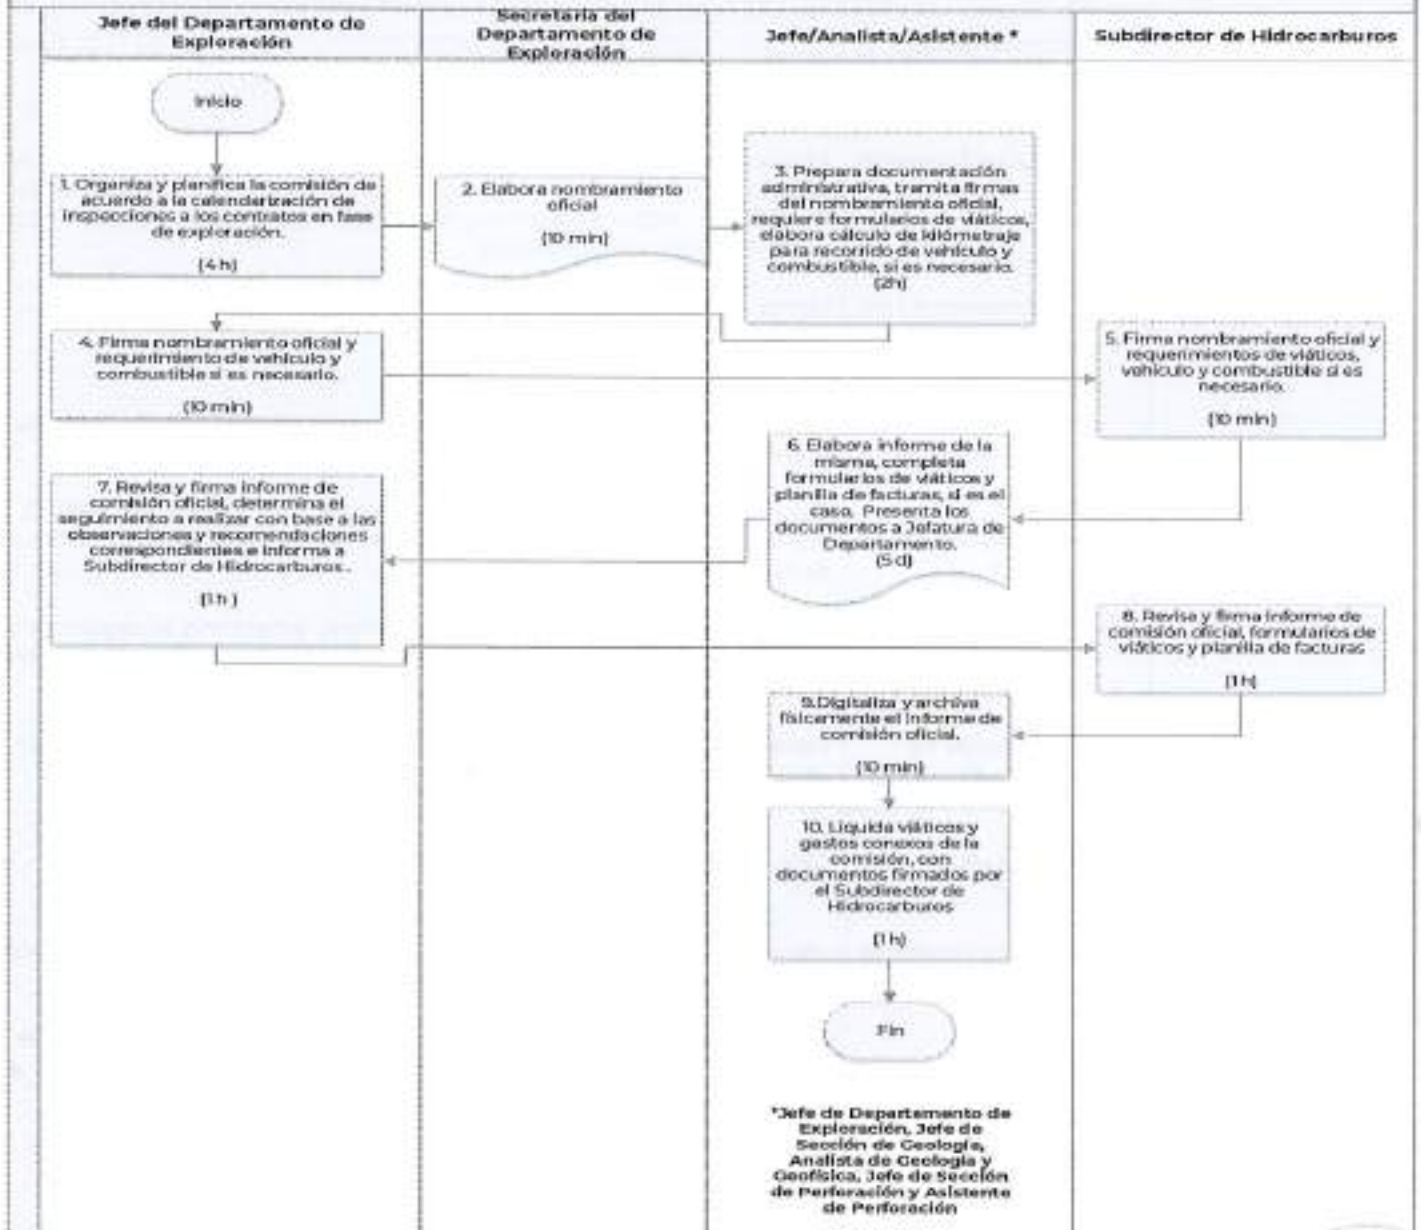 Jefe del Departamento de
Exploración
Secretaria del
Departamento de
Exploración
Jefe/Analista/Asistente *
Subdirector de Hidrocarburos
Inicio
1. Organiza y planifica la comisión de
acuerdo a la calendarización de
inspecciones a los contratos en fase
de exploración.
(4 h)
2. Elabora nombramiento
oficial
(10 min)
3. Prepara documentación
administrativa, tramita firmas
del nombramiento oficial,
requiere formularios de viáticos,
elabora cálculo de kilómetraje
para recorrido de vehículo y
combustible, si es necesario.
(2h)
4. Firma nombramiento oficial y
requerimiento de vehículo y
combustible si es necesario.
(10 min)
5. Firma nombramiento oficial y
requerimientos de viáticos,
vehículo y combustible si es
necesario.
(10 min)
6. Elabora informe de la
misma, completa
formularios de viáticos y
planilla de facturas, si es el
caso. Presenta los
documentos a Jefatura de
Departamento.
(5 d)
7. Revisa y firma informe de
comisión oficial, determina el
seguimiento a realizar con base a las
observaciones y recomendaciones
correspondientes e informa a
Subdirector de Hidrocarburos .
(1 h )
8. Revisa y firma informe de
comisión oficial, formularios de
viáticos y planilla de facturas
(1 h)
9.Digitaliza y archiva
físicamente el informe de
comisión oficial.
(10 min)
10. Liquida viáticos y
gastos conexos de la
comisión, con
documentos firmados por
el Subdirector de
Hidrocarburos
(1 h)
Fin
*Jefe de Departamento de
Exploración, Jefe de
Sección de Geología,
Analista de Geología y
Geofísica, Jefe de Sección
de Perforación y Asistente
de Perforación